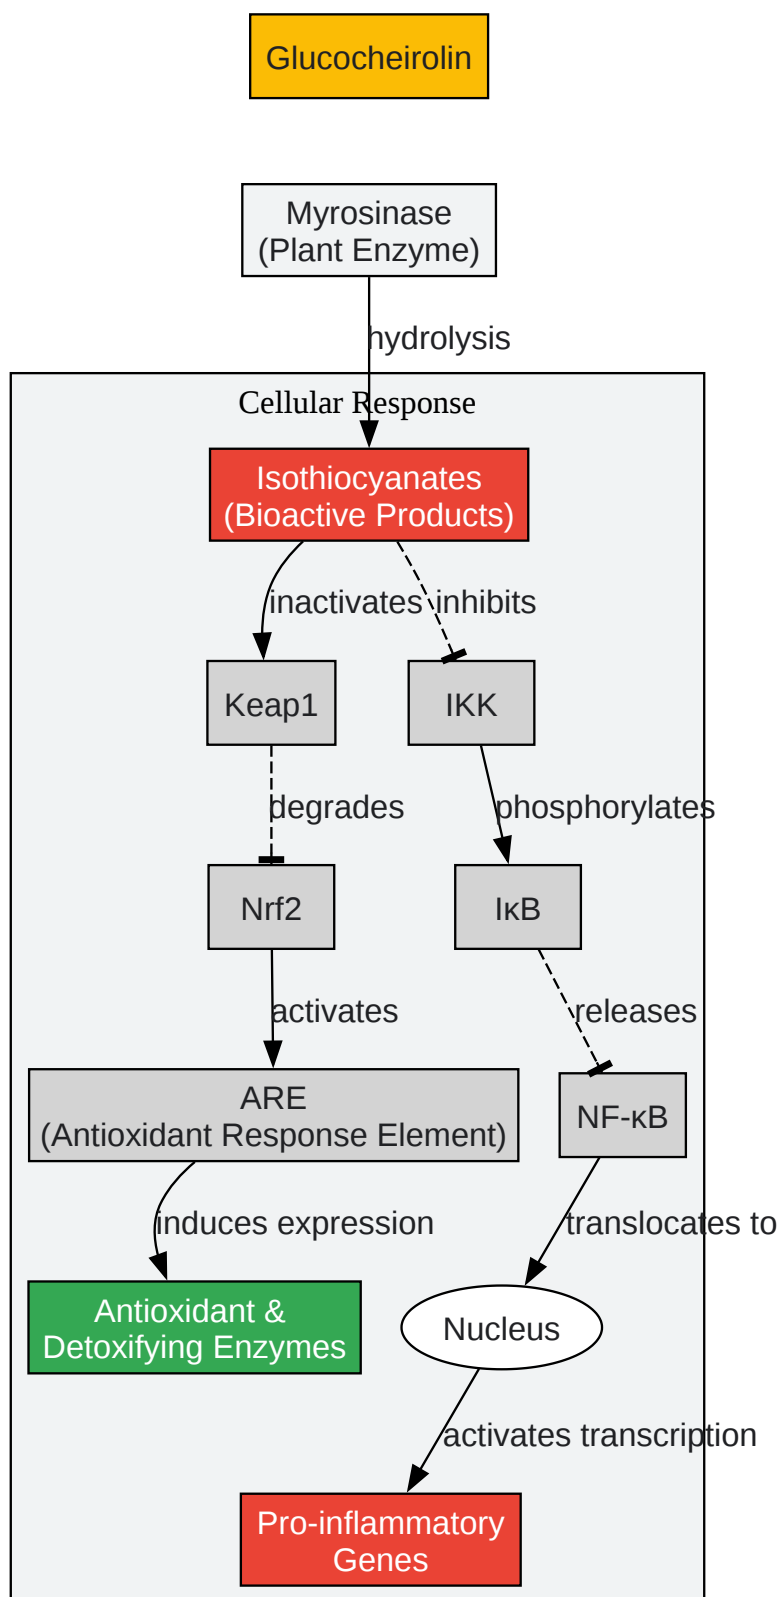 Glucocheirolin
Myrosinase
(Plant Enzyme)
hydrolysis
Cellular Response
Isothiocyanates
(Bioactive Products)
inactivates
inhibits
Keap1
IKK
degrades
phosphorylates
Nrf2
IκB
activates
releases
ARE
(Antioxidant Response Element)
NF-κB
induces expression
translocates to
Antioxidant &
Detoxifying Enzymes
Nucleus
activates transcription
Pro-inflammatory
Genes